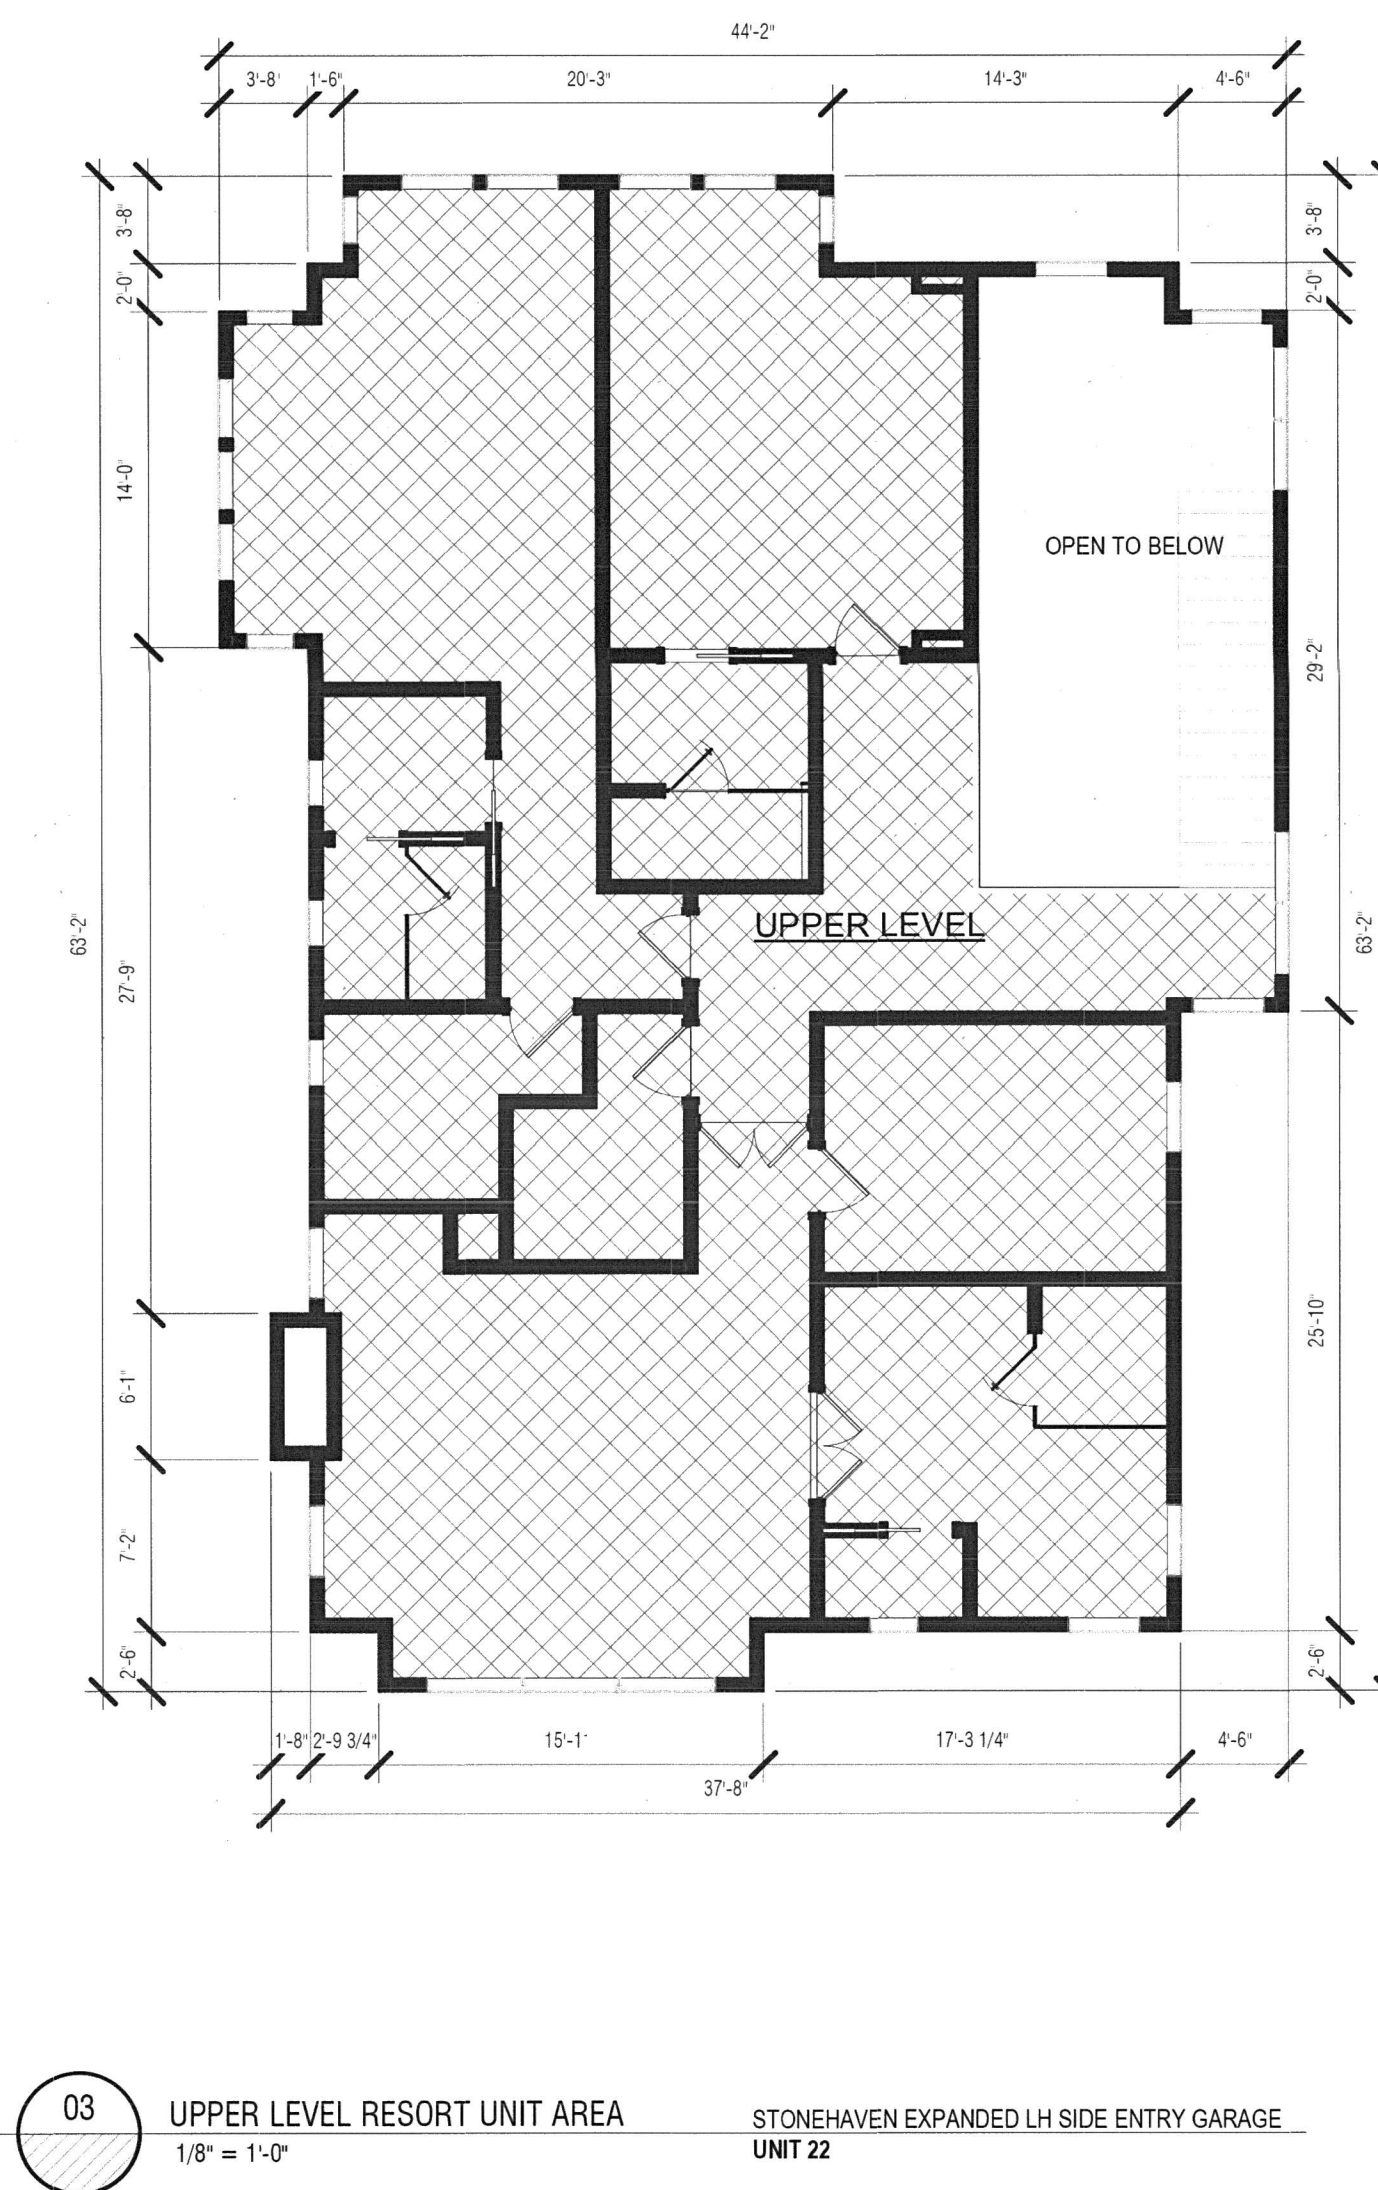 44'-2"
3'-8' 1'-6" 20'-3" 14'-3" 4'-6"
3'-8"
3'-8"
2'-0"
2'-0"
14'-0"
OPEN TO BELOW
29'-2"
UPPER LEVEL
63'-2"
63'-2"
27'-9"
25'-10"
6'-1"
7'-2"
2'-6"
2'-6"
1'-8" 2'-9 3/4" 15'-1' 17'-3 1/4" 4'-6"
37'-8"
03
UPPER LEVEL RESORT UNIT AREA
1/8" = 1'-0"
STONEHAVEN EXPANDED LH SIDE ENTRY GARAGE
UNIT 22